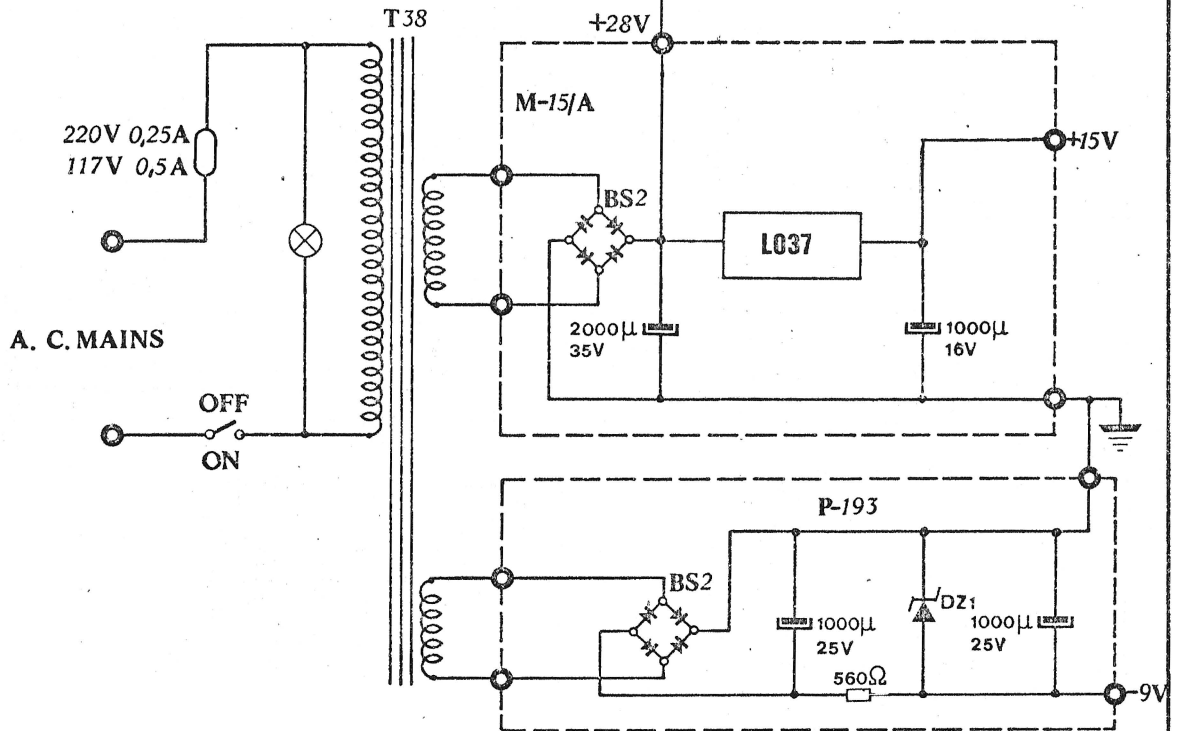 T 38
+28V
M-15/A
220V 0,25A
117V 0,5A
+15V
BS2
L037
2000µ
35V
1000µ
16V
A. C. MAINS
OFF
ON
P-193
BS2
1000µ
25V
DZ1
1000µ
25V
560Ω
-9V